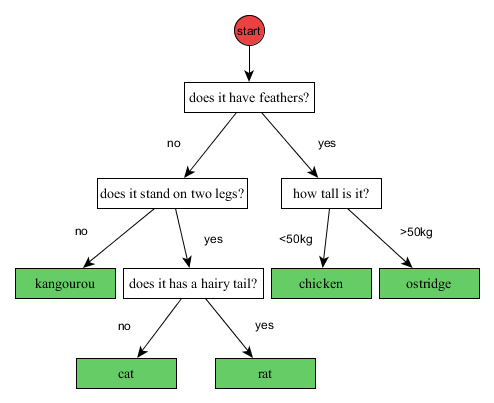 start
does it have feathers?
no
yes
does it stand on two legs?
how tall is it?
no
yes
<50kg
>50kg
kangourou
does it has a hairy tail?
chicken
ostridge
no
yes
cat
rat